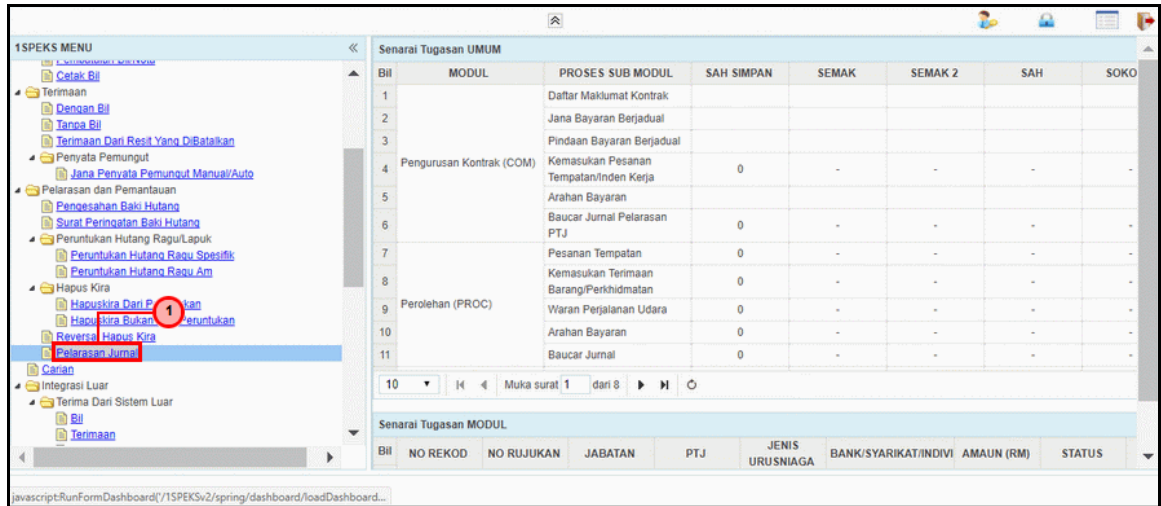 1SPEKS MENU
Cetak Bil
Terimaan
Dengan Bil
Tanpa Bil
Terimaan Dari Resit Yang DiBatalkan
Penyata Pemungut
Jana Penyata Pemungut Manual/Auto
Pelarasan dan Pemantauan
Pengesahan Baki Hutang
Surat Peringatan Baki Hutang
Peruntukan Hutang Ragu/Lapuk
Peruntukan Hutang Ragu Spesifik
Peruntukan Hutang Ragu Am
Hapus Kira
Hapuskira Dari
1
Hapuskira Bukan Peruntukan
Reversal Hapus Kira
Pelarasan Jurnal
Carian
Integrasi Luar
Terima Dari Sistem Luar
Bil
Terimaan
javascript:RunFormDashboard('/1SPEKSv2/spring/dashboard/loadDashboard...
Senarai Tugasan UMUM
Bil MODUL PROSES SUB MODUL SAH SIMPAN SEMAK SEMAK 2 SAH SOKO
1 Daftar Maklumat Kontrak
2 Jana Bayaran Berjadual
3 Pindaan Bayaran Berjadual
Pengurusan Kontrak (COM)
4 Kemasukan Pesanan Tempatan/Inden Kerja 0 - - - -
5 Arahan Bayaran
6 Baucar Jurnal Pelarasan PTJ 0 - - - -
7 Pesanan Tempatan 0 - - - -
8 Kemasukan Terimaan Barang/Perkhidmatan 0 - - - -
Perolehan (PROC)
9 Waran Perjalanan Udara 0 - - - -
10 Arahan Bayaran 0 - - - -
11 Baucar Jurnal 0 - - - -
10 Muka surat 1 dari 8
Senarai Tugasan MODUL
Bil NO REKOD NO RUJUKAN JABATAN PTJ JENIS URUSNIAGA BANK/SYARIKAT/INDIVI AMAUN (RM) STATUS